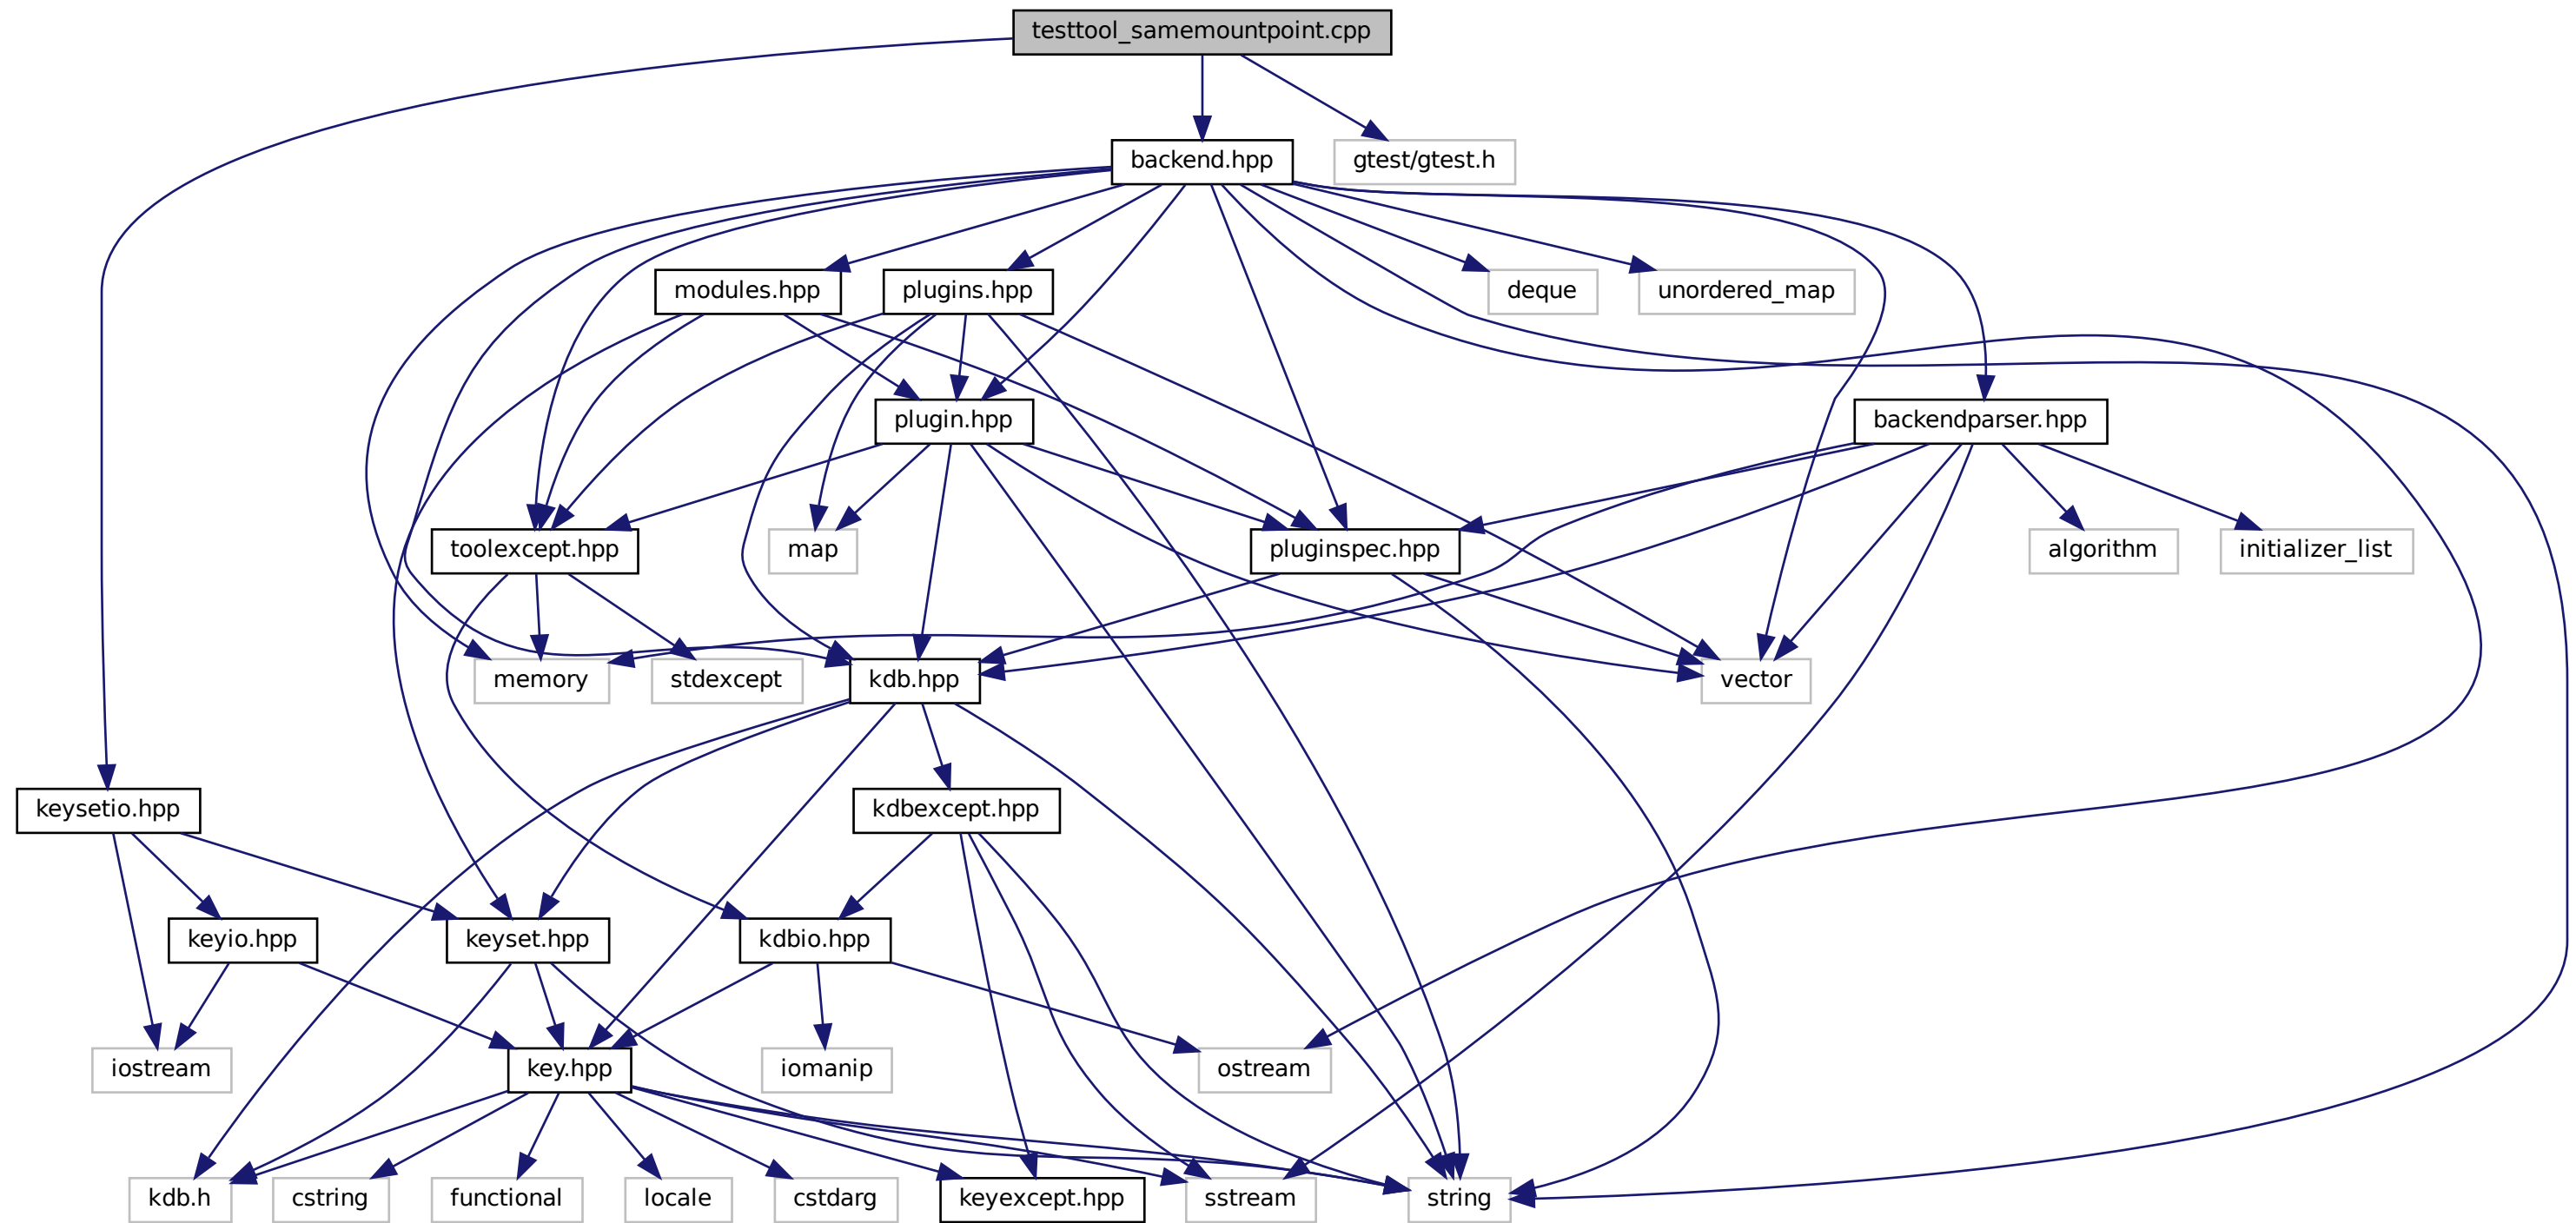 testtool_samemountpoint.cpp
backend.hpp
gtest/gtest.h
modules.hpp
plugins.hpp
deque
unordered_map
plugin.hpp
backendparser.hpp
toolexcept.hpp
map
pluginspec.hpp
algorithm
initializer_list
memory
stdexcept
kdb.hpp
vector
keysetio.hpp
kdbexcept.hpp
keyio.hpp
keyset.hpp
kdbio.hpp
iostream
key.hpp
iomanip
ostream
kdb.h
cstring
functional
locale
cstdarg
keyexcept.hpp
sstream
string